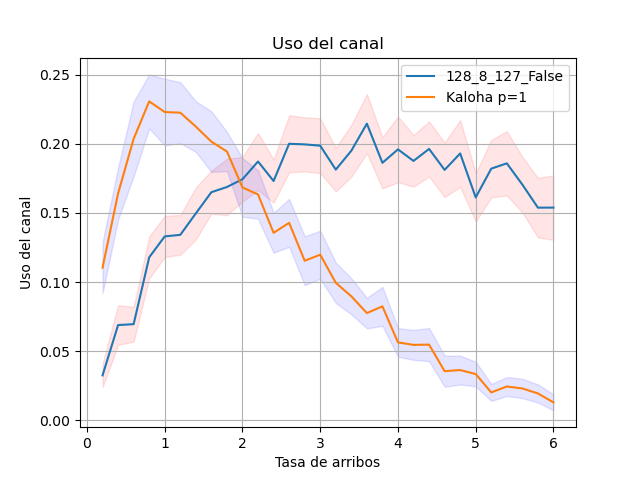 Uso del canal
128_8_127_False
Kaloha p=1
Uso del canal
0.25
0.20
0.15
0.10
0.05
0.00
0 1 2 3 4 5 6
Tasa de arribos